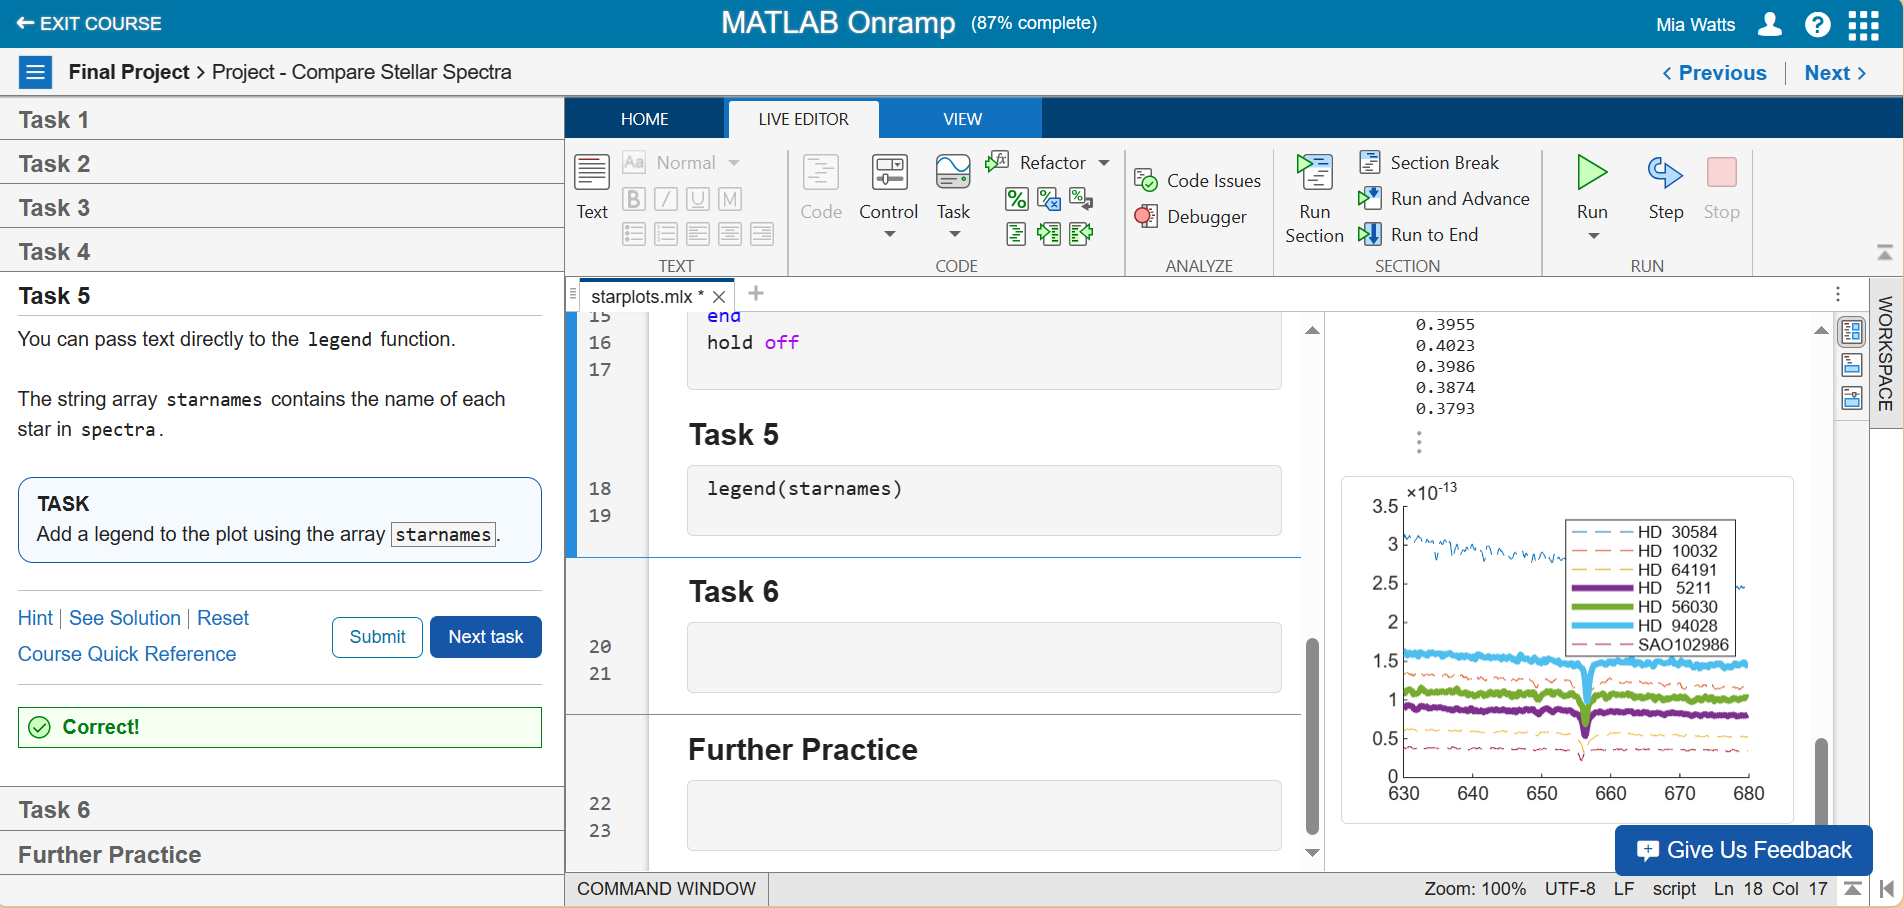 EXIT COURSE
MATLAB Onramp (87% complete)
Mia Watts
Final Project > Project - Compare Stellar Spectra
< Previous
Next >
Task 1
Task 2
Task 3
Task 4
Task 5
You can pass text directly to the legend function.
The string array starnames contains the name of each
star in spectra.
TASK
Add a legend to the plot using the array starnames.
Hint | See Solution | Reset
Course Quick Reference
Submit
Next task
Correct!
Task 6
Further Practice
HOME
LIVE EDITOR
VIEW
Text
Aa
Normal
B
I
U
M
TEXT
Code
Control
Task
Refactor
CODE
Code Issues
Debugger
ANALYZE
Run
Section
Section Break
Run and Advance
Run to End
SECTION
Run
Step
Stop
RUN
starplots.mlx *
15 end
16 hold off
17
Task 5
18 legend(starnames)
19
Task 6
20
21
Further Practice
22
23
0.3955
0.4023
0.3986
0.3874
0.3793
×10-13
3.5
3
2.5
2
1.5
1
0.5
0
630 640 650 660 670 680
HD 30584
HD 10032
HD 64191
HD 5211
HD 56030
HD 94028
SAO102986
WORKSPACE
Give Us Feedback
COMMAND WINDOW
Zoom: 100% UTF-8 LF script Ln 18 Col 17